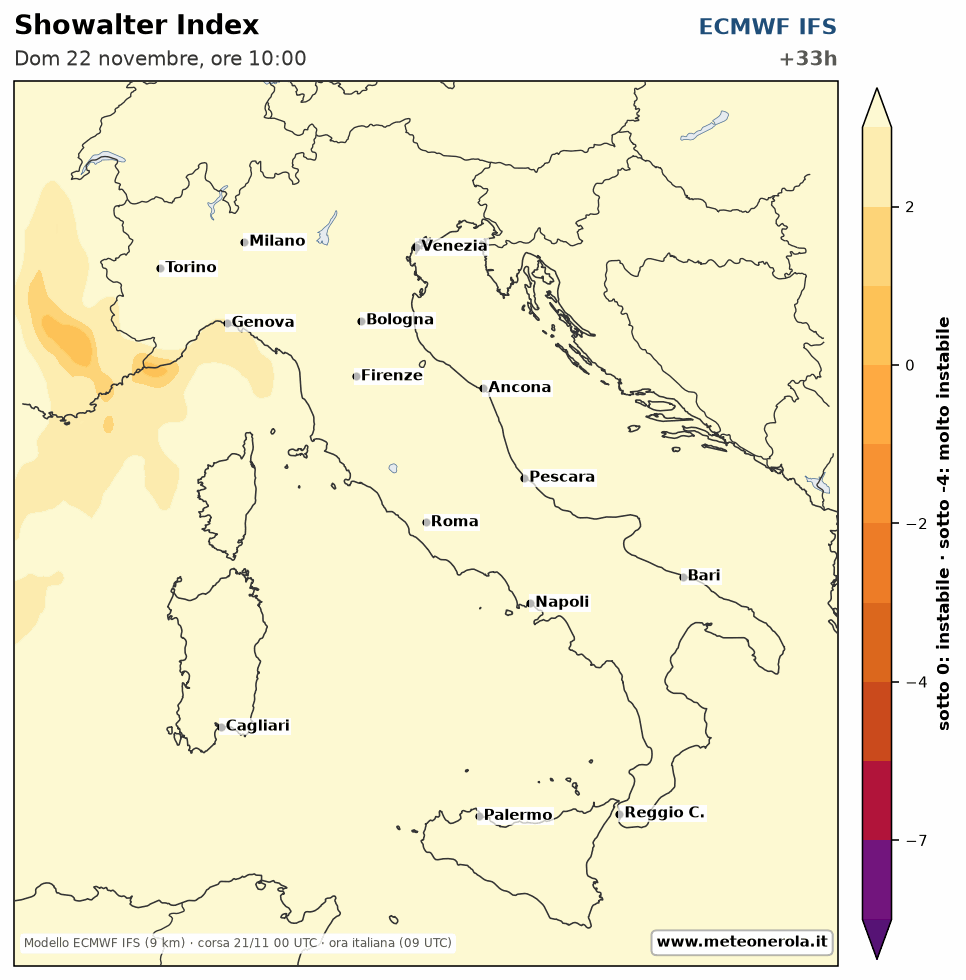 Showalter Index
ECMWF IFS
Dom 22 novembre, ore 10:00
+33h
Milano
Venezia
Torino
Genova
Bologna
Firenze
Ancona
Pescara
Roma
Bari
Napoli
Cagliari
Palermo
Reggio C.
2
0
−2
−4
−7
sotto 0: instabile · sotto -4: molto instabile
Modello ECMWF IFS (9 km) · corsa 21/11 00 UTC · ora italiana (09 UTC)
www.meteonerola.it